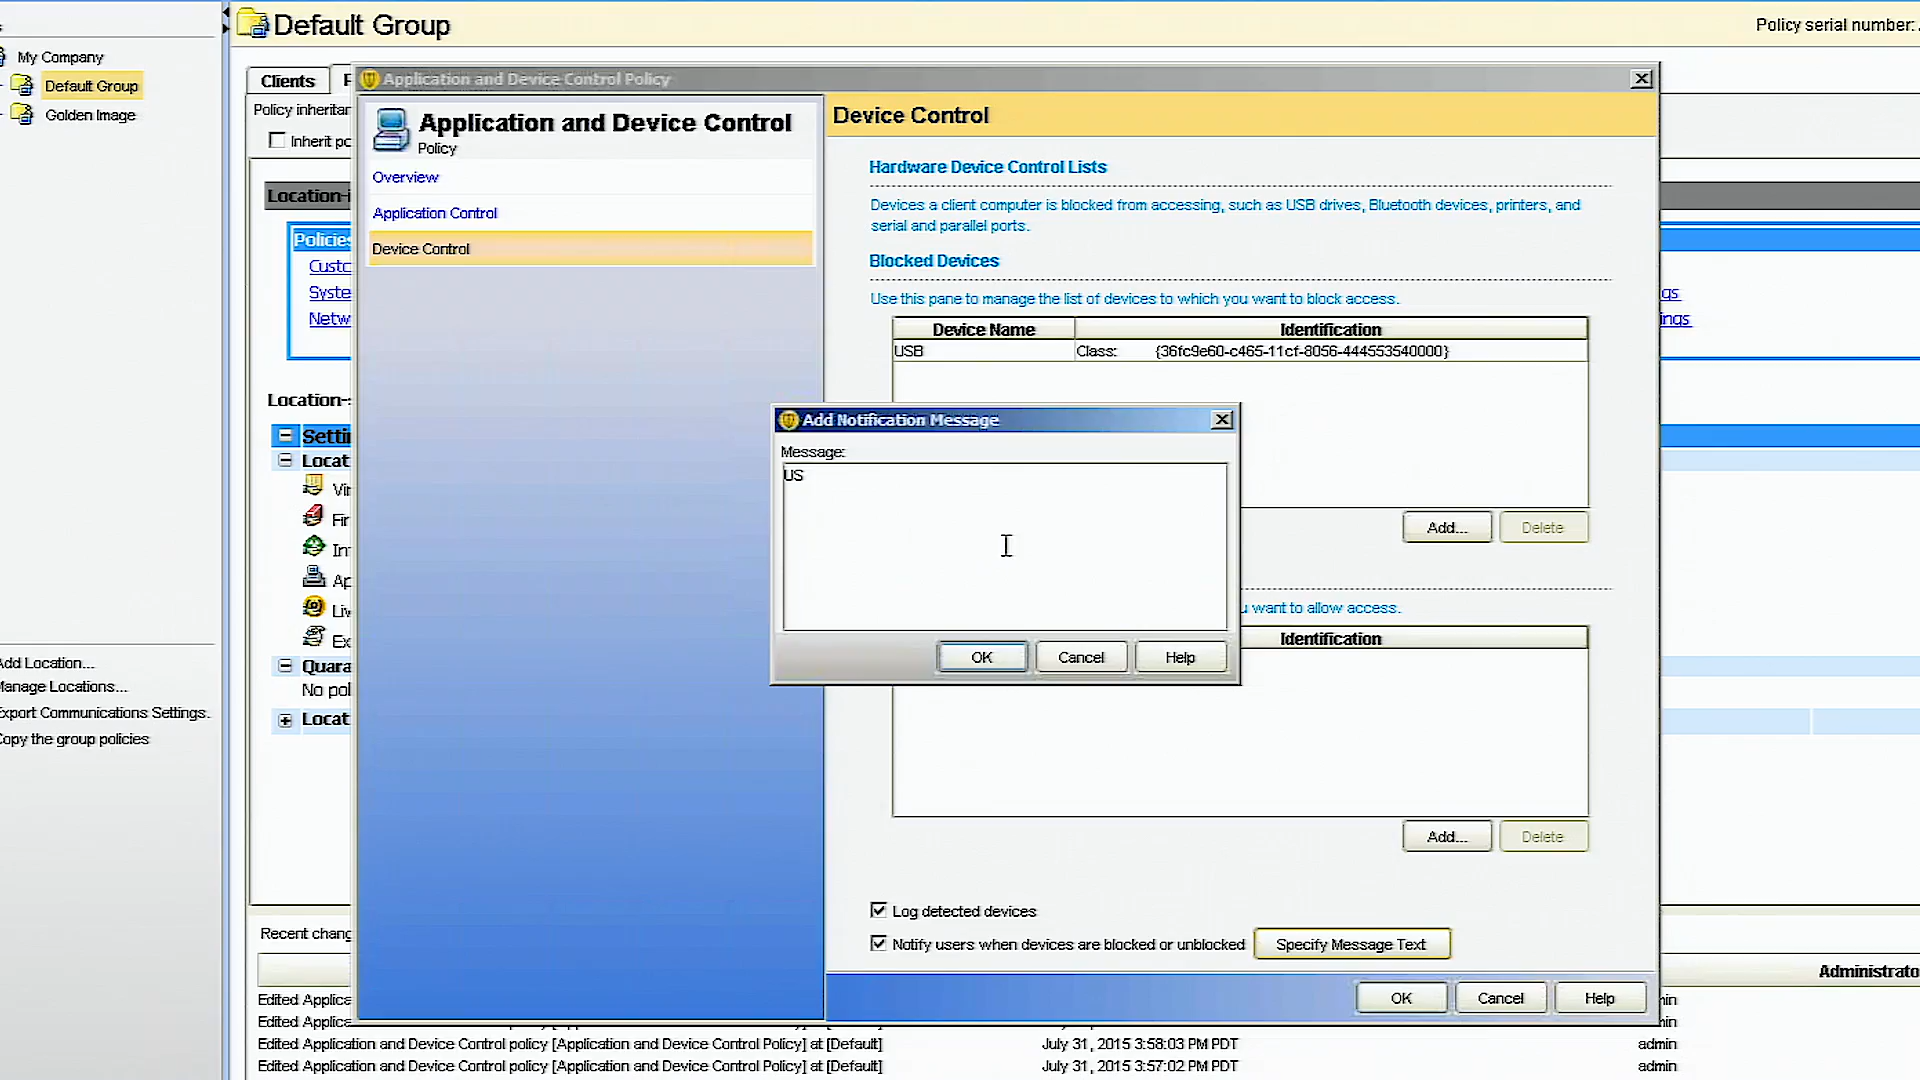 Default Group
Policy serial number:
My Company
Default Group
Golden Image
Clients
Application and Device Control Policy
Policy inheritan
Inherit po
Application and Device Control
Policy
Overview
Application Control
Device Control
Device Control
Hardware Device Control Lists
Devices a client computer is blocked from accessing, such as USB drives, Bluetooth devices, printers, and
serial and parallel ports.
Blocked Devices
Use this pane to manage the list of devices to which you want to block access.
Device Name Identification
USB Class: {36fc9e60-c465-11cf-8056-444553540000}
Add... Delete
u want to allow access.
Identification
Add... Delete
Log detected devices
Notify users when devices are blocked or unblocked Specify Message Text
OK Cancel Help
Add Notification Message
Message:
US
OK Cancel Help
Location-i
Policies
Custo
Syste
Netw
gs
ings
Location-
Settin
Locat
Vir
Fir
Int
Ap
Liv
Ex
Quara
No pol
Locat
Add Location...
Manage Locations...
Export Communications Settings.
Copy the group policies
Recent chang
Administrato
Edited Applica min
Edited Applica min
Edited Application and Device Control policy [Application and Device Control Policy] at [Default] July 31, 2015 3:58:03 PM PDT admin
Edited Application and Device Control policy [Application and Device Control Policy] at [Default] July 31, 2015 3:57:02 PM PDT admin